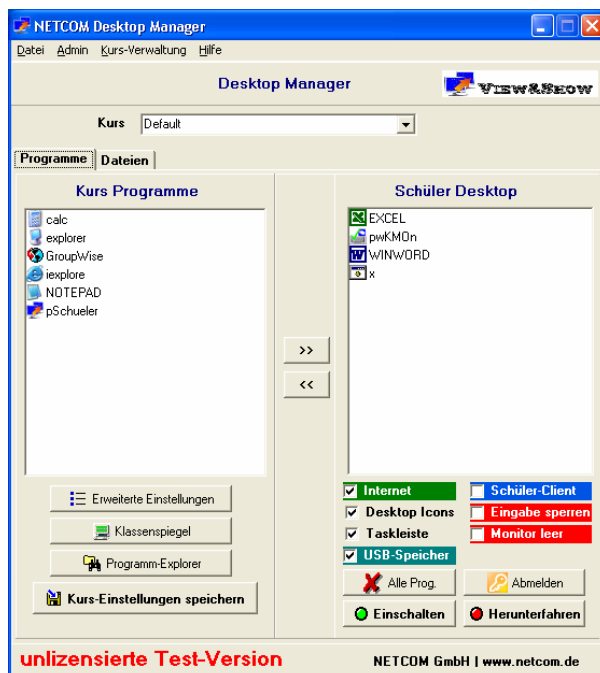 NETCOM Desktop Manager
Datei Admin Kurs-Verwaltung Hilfe
Desktop Manager
VIEW&SHOW
Kurs Default
Programme Dateien
Kurs Programme
calc
explorer
GroupWise
iexplore
NOTEPAD
pSchueler
>>
<<
Schüler Desktop
EXCEL
pwKMOn
WINWORD
x
Erweiterte Einstellungen
Klassenspiegel
Programm-Explorer
Kurs-Einstellungen speichern
Internet Schüler-Client
Desktop Icons Eingabe sperren
Taskleiste Monitor leer
USB-Speicher
Alle Prog. Abmelden
Einschalten Herunterfahren
unlizensierte Test-Version NETCOM GmbH | www.netcom.de